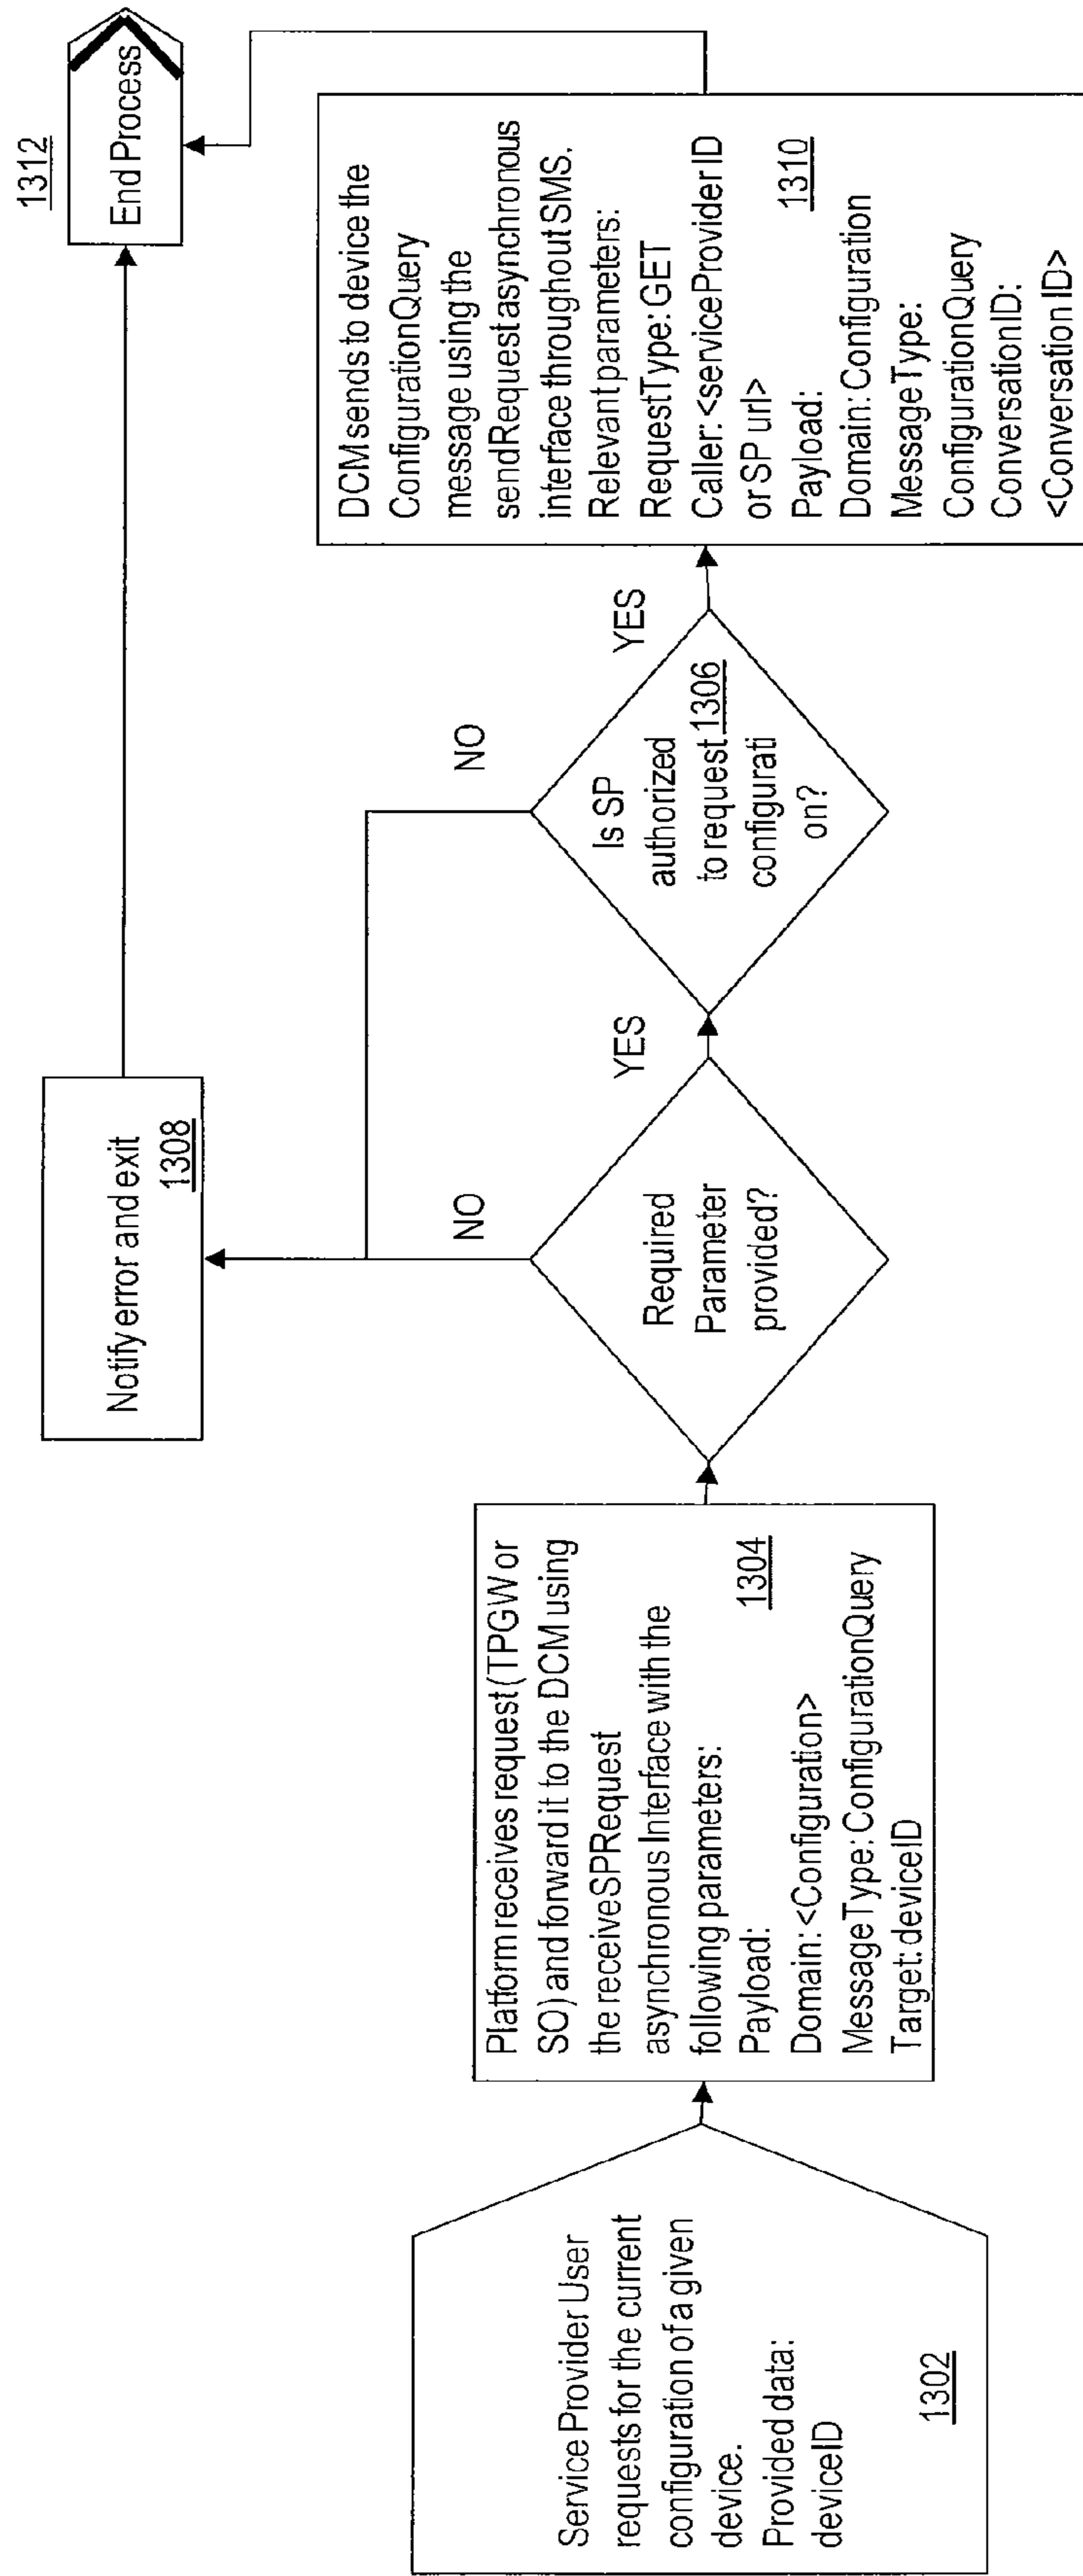 Service Provider User
requests for the current
configuration of a given
device.
Provided data:
deviceID
1302
Platform receives request (TPGW or
SO) and forward it to the DCM using
the receiveSPRequest
asynchronous Interface with the
following parameters:
Payload:
1304
Domain: <Configuration>
MessageType: ConfigurationQuery
Target: deviceID
Required
Parameter
provided?
NO
YES
Notify error and exit
1308
Is SP
authorized
to request 1306
configurati
on?
NO
YES
DCM sends to device the
ConfigurationQuery
message using the
sendRequest asynchronous
interface throughout SMS.
Relevant parameters:
RequestType: GET
Caller: <serviceProvider ID
or SP url>
1310
Payload:
Domain: Configuration
MessageType:
ConfigurationQuery
ConversationID:
<Conversation ID>
1312
End Process